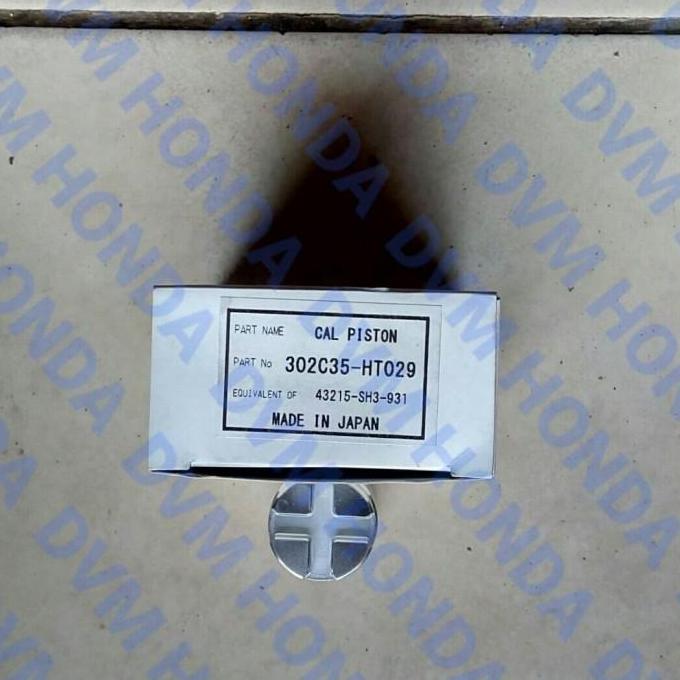 PART NAME CAL PISTON
PART No 302C35-HT029
EQUIVALENT OF 43215-SH3-931
MADE IN JAPAN
DVM HONDA